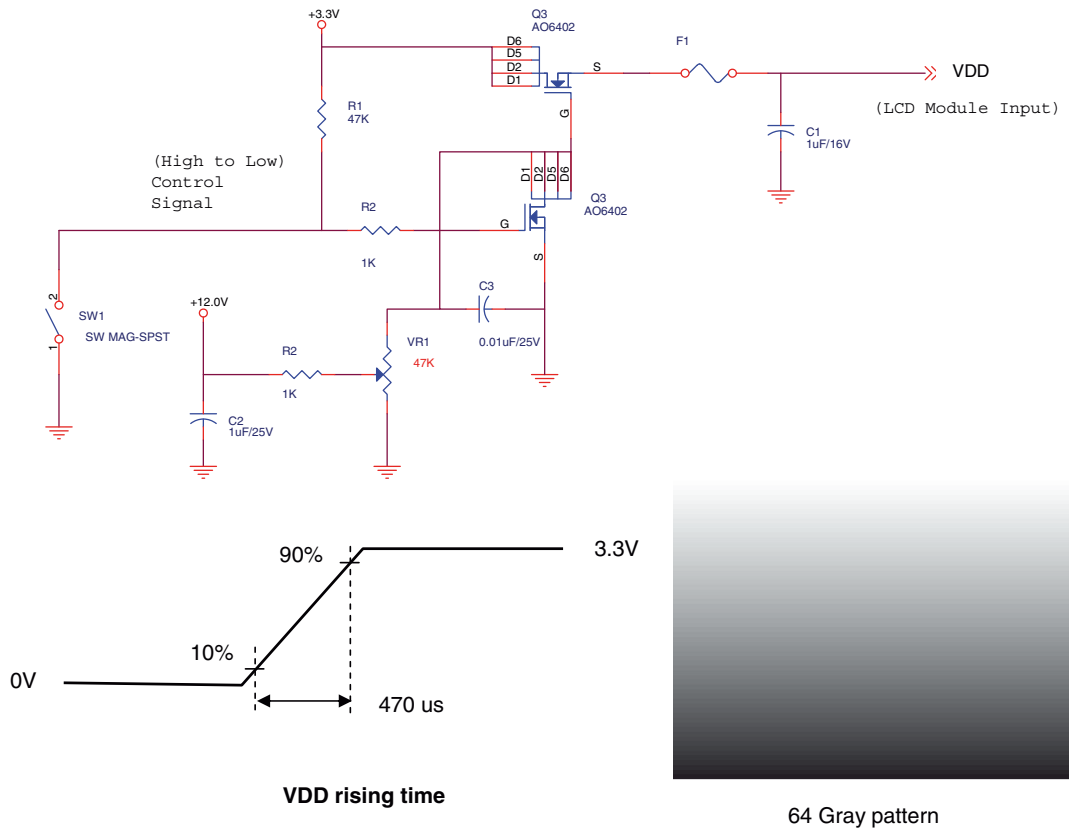 +3.3V
Q3
AO6402
D6
D5
D2
D1
S
G
F1
VDD
(LCD Module Input)
C1
1uF/16V
R1
47K
(High to Low)
Control
Signal
D1
D2
D5
D6
Q3
AO6402
R2
1K
G
S
2
1
SW1
SW MAG-SPST
+12.0V
C3
0.01uF/25V
R2
1K
VR1
47K
C2
1uF/25V
90%
3.3V
10%
0V
470 us
VDD rising time
64 Gray pattern